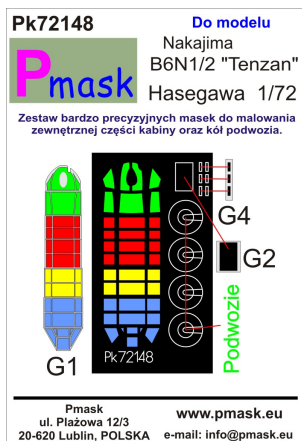 Pk72148
Do modelu
Nakajima
B6N1/2 "Tenzan"
Pmask
Hasegawa 1/72
Zestaw bardzo precyzyjnych masek do malowania
zewnętrznej części kabiny oraz kół podwozia.
G4
G2
G1
Pk72148
Podwozie
Pmask
ul. Plażowa 12/3
20-620 Lublin, POLSKA
www.pmask.eu
e-mail: info@pmask.eu